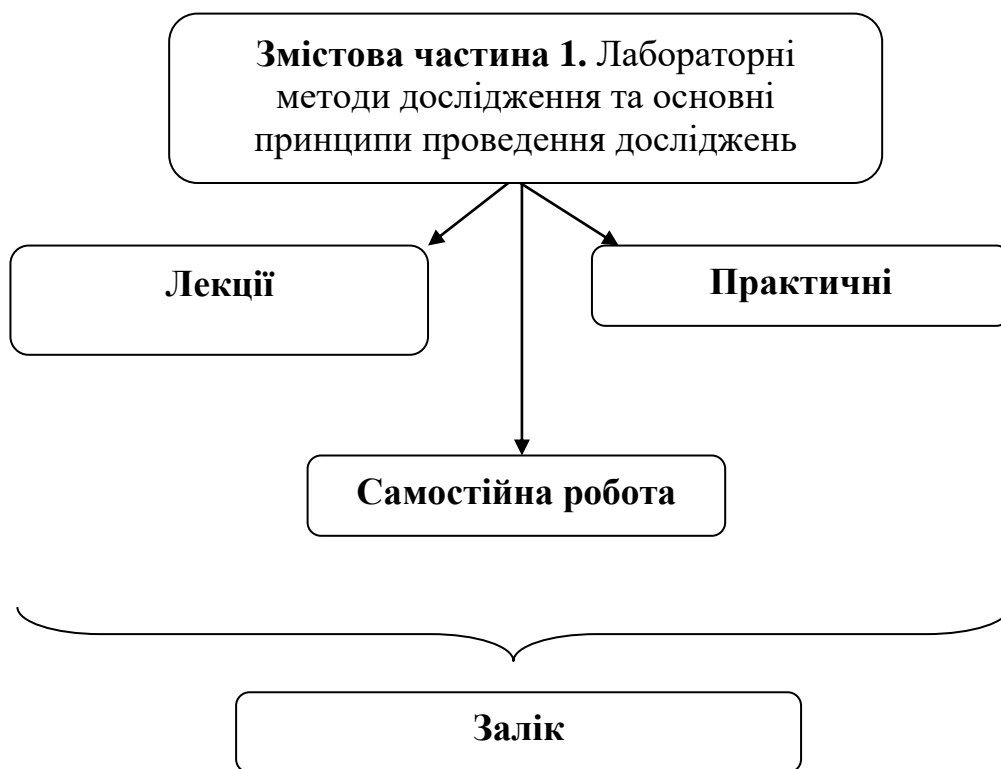 Змістова частина 1. Лабораторні
методи дослідження та основні
принципи проведення досліджень
Лекції
Практичні
Самостійна робота
Залік